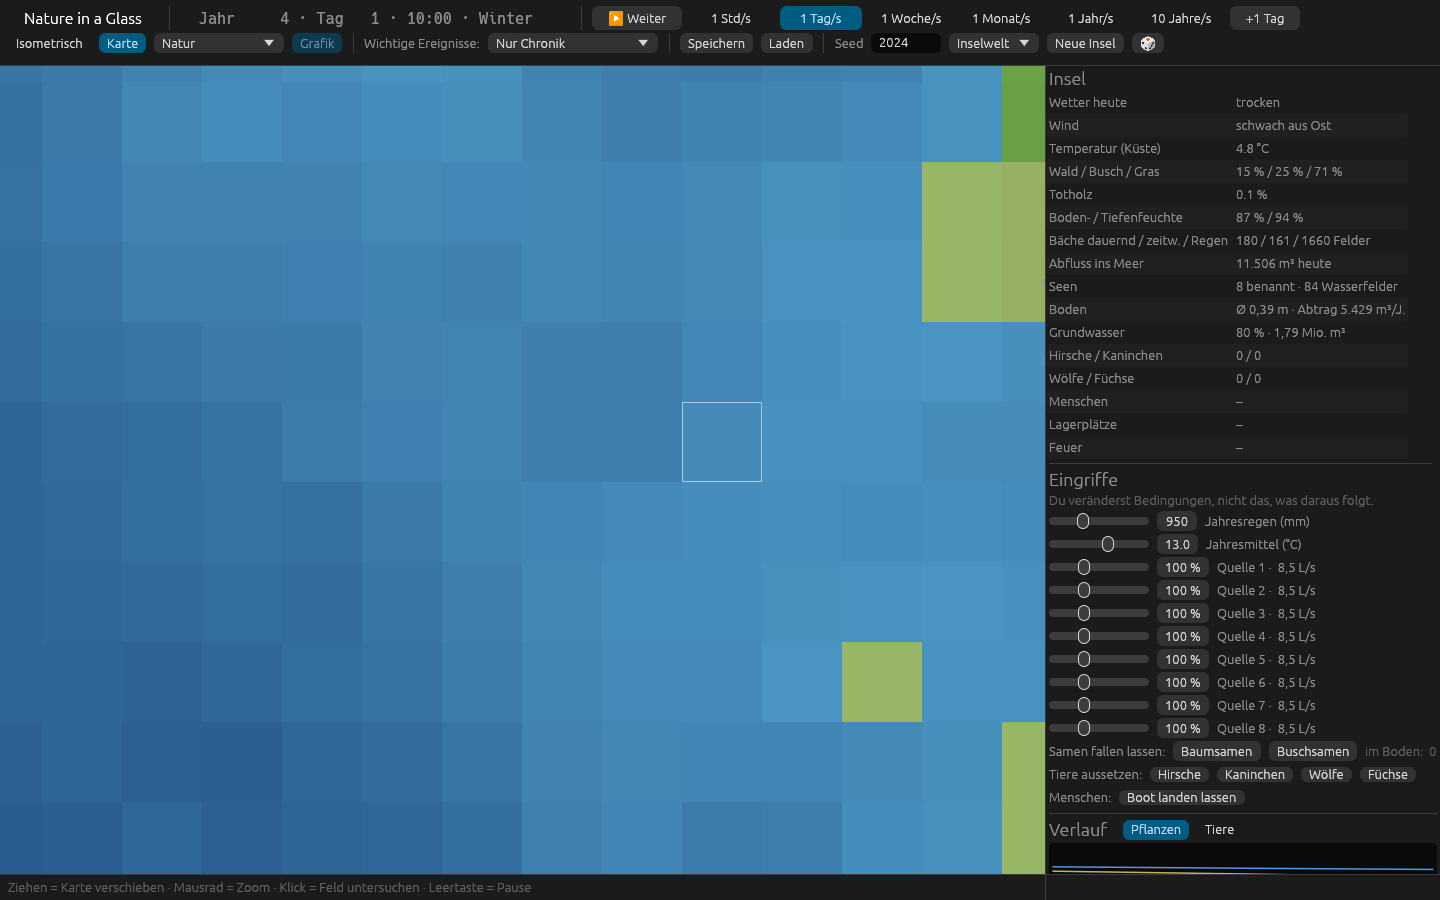 Nature in a Glass Jahr 4 · Tag 1 · 10:00 · Winter Weiter 1 Std/s 1 Tag/s 1 Woche/s 1 Monat/s 1 Jahr/s 10 Jahre/s +1 Tag
Isometrisch Karte Natur Grafik Wichtige Ereignisse: Nur Chronik Speichern Laden Seed 2024 Inselwelt Neue Insel
Insel
Wetter heute trocken
Wind schwach aus Ost
Temperatur (Küste) 4.8 °C
Wald / Busch / Gras 15 % / 25 % / 71 %
Totholz 0.1 %
Boden- / Tiefenfeuchte 87 % / 94 %
Bäche dauernd / zeitw. / Regen 180 / 161 / 1660 Felder
Abfluss ins Meer 11.506 m³ heute
Seen 8 benannt · 84 Wasserfelder
Boden Ø 0,39 m · Abtrag 5.429 m³/J.
Grundwasser 80 % · 1,79 Mio. m³
Hirsche / Kaninchen 0 / 0
Wölfe / Füchse 0 / 0
Menschen –
Lagerplätze –
Feuer –
Eingriffe
Du veränderst Bedingungen, nicht das, was daraus folgt.
950 Jahresregen (mm)
13.0 Jahresmittel (°C)
100 % Quelle 1 · 8,5 L/s
100 % Quelle 2 · 8,5 L/s
100 % Quelle 3 · 8,5 L/s
100 % Quelle 4 · 8,5 L/s
100 % Quelle 5 · 8,5 L/s
100 % Quelle 6 · 8,5 L/s
100 % Quelle 7 · 8,5 L/s
100 % Quelle 8 · 8,5 L/s
Samen fallen lassen: Baumsamen Buschsamen im Boden: 0
Tiere aussetzen: Hirsche Kaninchen Wölfe Füchse
Menschen: Boot landen lassen
Verlauf Pflanzen Tiere
Ziehen = Karte verschieben · Mausrad = Zoom · Klick = Feld untersuchen · Leertaste = Pause